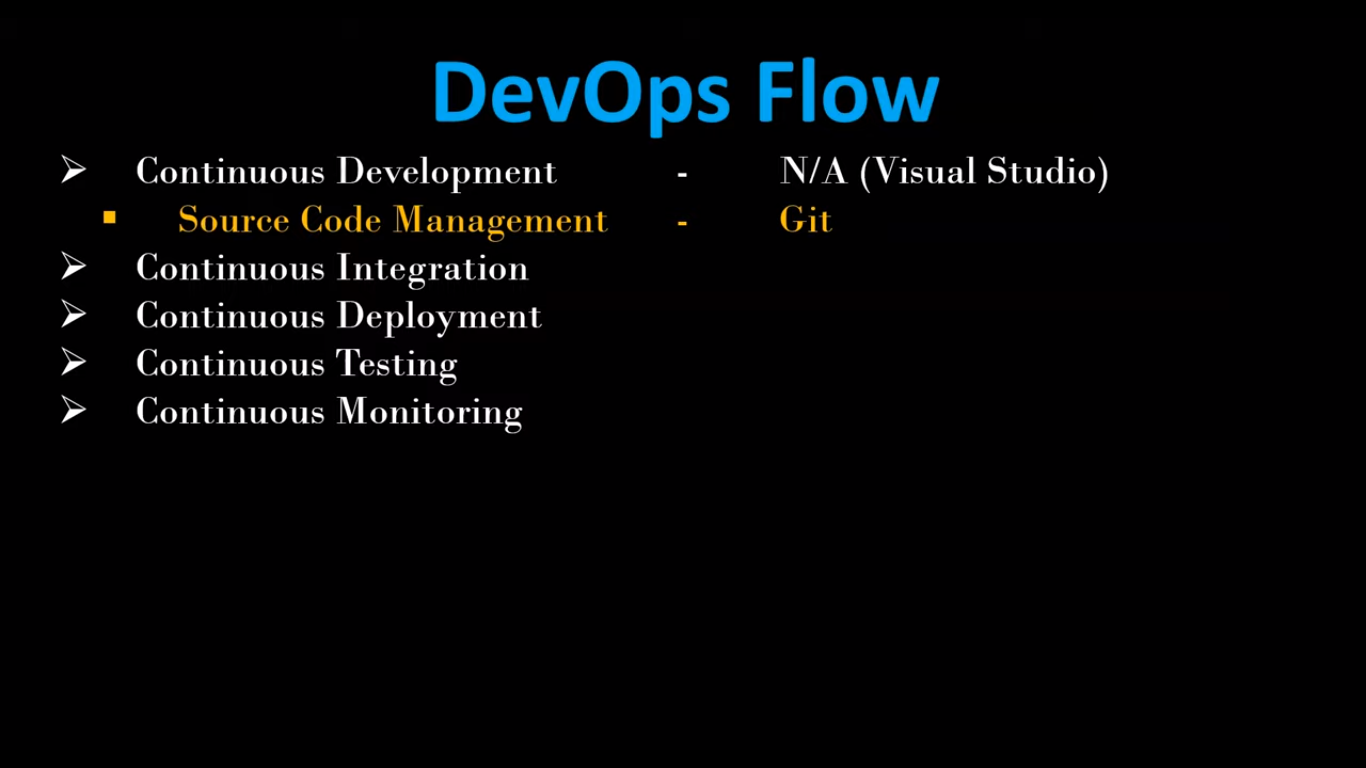 DevOps Flow
Continuous Development - N/A (Visual Studio)
Source Code Management - Git
Continuous Integration
Continuous Deployment
Continuous Testing
Continuous Monitoring